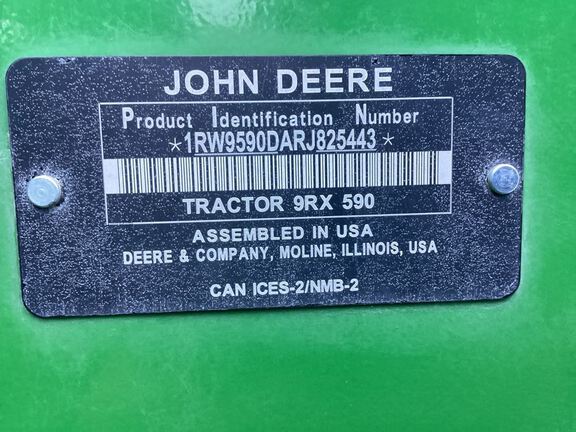 JOHN DEERE
Product Identification Number
*1RW9590DARJ825443*
TRACTOR 9RX 590
ASSEMBLED IN USA
DEERE & COMPANY, MOLINE, ILLINOIS, USA
CAN ICES-2/NMB-2